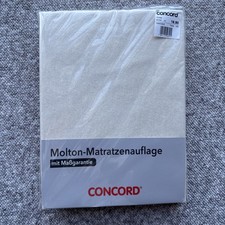 Concord
Molton-Matratzenauflage
mit Maßgarantie
CONCORD®